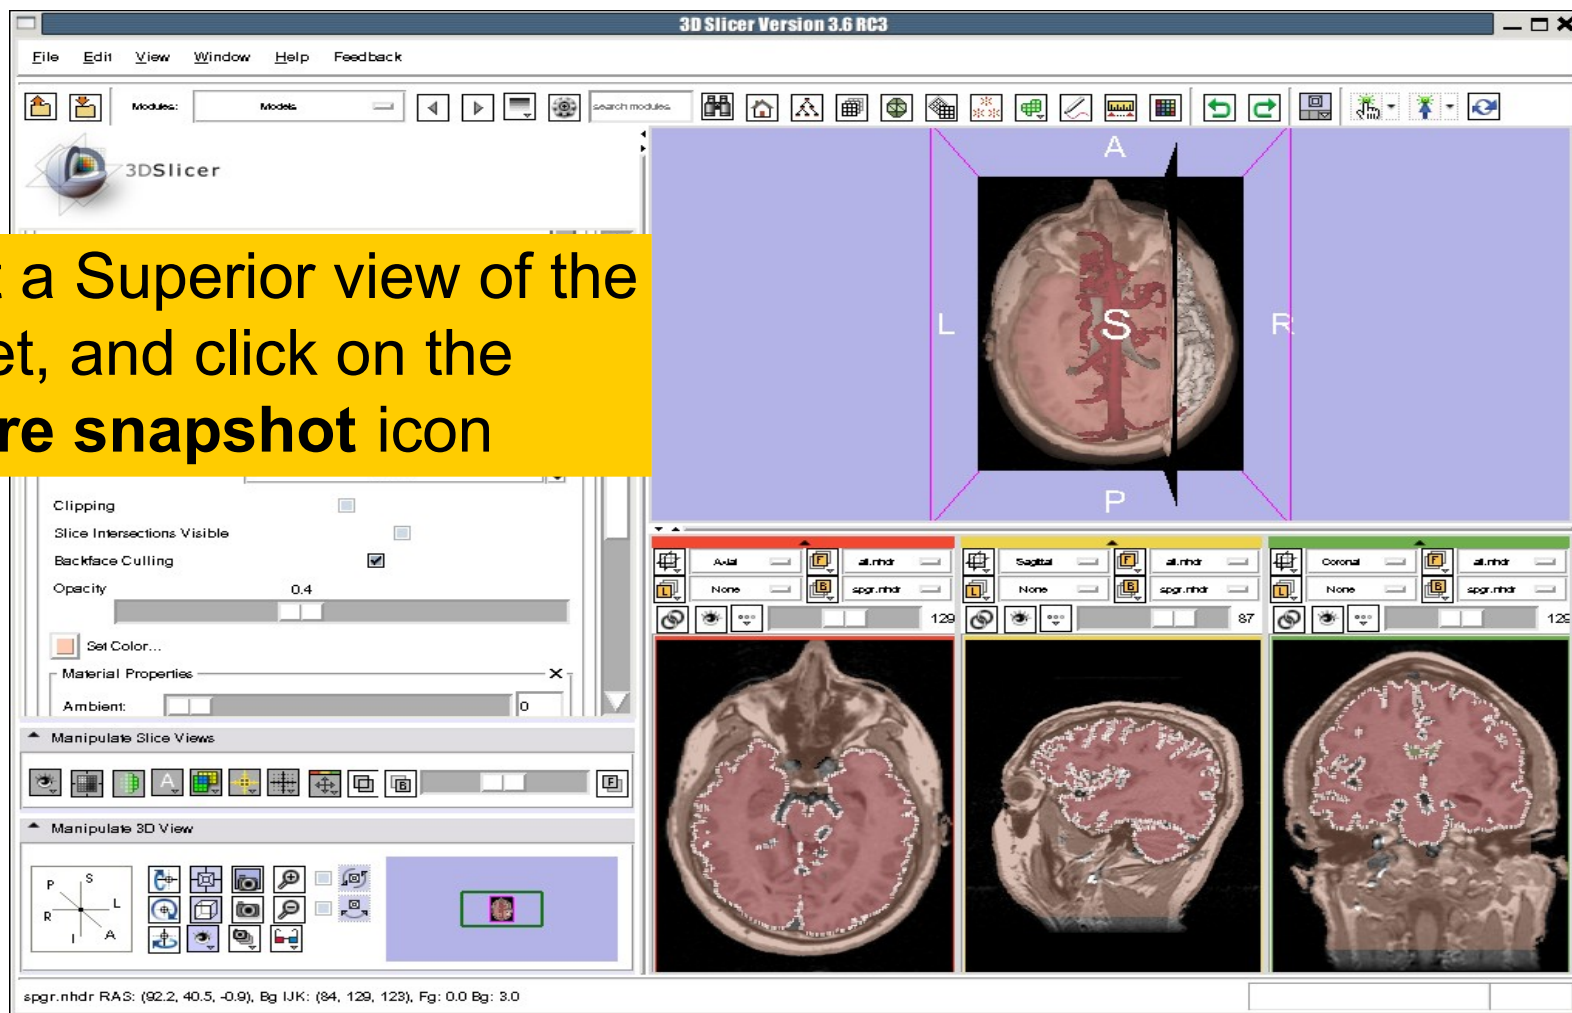 3D Slicer Version 3.6 RC3
File Edit View Window Help Feedback
Modules: Models search modules
3DSlicer
a Superior view of the
et, and click on the
re snapshot icon
Clipping
Slice Intersections Visible
Backface Culling
Opacity 0.4
Set Color...
Material Properties
Ambient: 0
Manipulate Slice Views
A B F
Manipulate 3D View
P S
R L
I A
A
L S R
P
Axial F all.nhdr Sagittal F all.nhdr Coronal F all.nhdr
L None B spgr.nhdr L None B spgr.nhdr L None B spgr.nhdr
129 87 129
spgr.nhdr RAS: (92.2, 40.5, -0.9), Bg IJK: (84, 129, 123), Fg: 0.0 Bg: 3.0